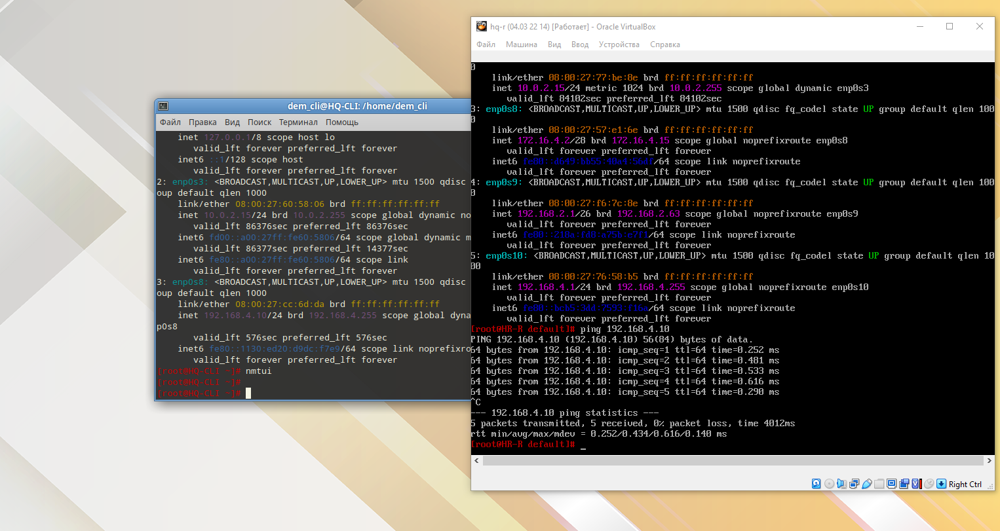 dem_cli@HQ-CLI: /home/dem_cli
Файл Правка Вид Поиск Терминал Помощь
inet 127.0.0.1/8 scope host lo
valid_lft forever preferred_lft forever
inet6 ::1/128 scope host
valid_lft forever preferred_lft forever
2: enp0s3: <BROADCAST,MULTICAST,UP,LOWER_UP> mtu 1500 qdisc
oup default qlen 1000
link/ether 08:00:27:60:58:06 brd ff:ff:ff:ff:ff:ff
inet 10.0.2.15/24 brd 10.0.2.255 scope global dynamic no
valid_lft 86376sec preferred_lft 86376sec
inet6 fd00::a00:27ff:fe60:5806/64 scope global dynamic m
valid_lft 86377sec preferred_lft 14377sec
inet6 fe80::a00:27ff:fe60:5806/64 scope link
valid_lft forever preferred_lft forever
3: enp0s8: <BROADCAST,MULTICAST,UP,LOWER_UP> mtu 1500 qdisc
oup default qlen 1000
link/ether 08:00:27:cc:6d:da brd ff:ff:ff:ff:ff:ff
inet 192.168.4.10/24 brd 192.168.4.255 scope global dyna
p0s8
valid_lft 576sec preferred_lft 576sec
inet6 fe80::1130:ed20:d9dc:f7e9/64 scope link noprefixro
valid_lft forever preferred_lft forever
[root@HQ-CLI ~]# nmtui
[root@HQ-CLI ~]#
[root@HQ-CLI ~]#
hq-r (04.03 22 14) [Работает] - Oracle VirtualBox
Файл Машина Вид Ввод Устройства Справка
0
link/ether 08:00:27:77:be:8e brd ff:ff:ff:ff:ff:ff
inet 10.0.2.15/24 metric 1024 brd 10.0.2.255 scope global dynamic enp0s3
valid_lft 84102sec preferred_lft 84102sec
3: enp0s8: <BROADCAST,MULTICAST,UP,LOWER_UP> mtu 1500 qdisc fq_codel state UP group default qlen 100
0
link/ether 08:00:27:57:e1:6e brd ff:ff:ff:ff:ff:ff
inet 172.16.4.2/28 brd 172.16.4.15 scope global noprefixroute enp0s8
valid_lft forever preferred_lft forever
inet6 fe80::d649:bb55:40a4:56df/64 scope link noprefixroute
valid_lft forever preferred_lft forever
4: enp0s9: <BROADCAST,MULTICAST,UP,LOWER_UP> mtu 1500 qdisc fq_codel state UP group default qlen 100
0
link/ether 08:00:27:f6:7c:8e brd ff:ff:ff:ff:ff:ff
inet 192.168.2.1/26 brd 192.168.2.63 scope global noprefixroute enp0s9
valid_lft forever preferred_lft forever
inet6 /64 scope link noprefixroute
valid_lft forever preferred_lft forever
5: enp0s10: <BROADCAST,MULTICAST,UP,LOWER_UP> mtu 1500 qdisc fq_codel state UP group default qlen 10
00
link/ether 08:00:27:76:58:b5 brd ff:ff:ff:ff:ff:ff
inet 192.168.4.1/24 brd 192.168.4.255 scope global noprefixroute enp0s10
valid_lft forever preferred_lft forever
inet6 /64 scope link noprefixroute
valid_lft forever preferred_lft forever
[root@HR-R default]# ping 192.168.4.10
PING 192.168.4.10 (192.168.4.10) 56(84) bytes of data.
64 bytes from 192.168.4.10: icmp_seq=1 ttl=64 time=0.252 ms
64 bytes from 192.168.4.10: icmp_seq=2 ttl=64 time=0.481 ms
64 bytes from 192.168.4.10: icmp_seq=3 ttl=64 time=0.533 ms
64 bytes from 192.168.4.10: icmp_seq=4 ttl=64 time=0.616 ms
64 bytes from 192.168.4.10: icmp_seq=5 ttl=64 time=0.290 ms
^C
--- 192.168.4.10 ping statistics ---
5 packets transmitted, 5 received, 0% packet loss, time 4012ms
rtt min/avg/max/mdev = 0.252/0.434/0.616/0.140 ms
[root@HR-R default]# _
Right Ctrl